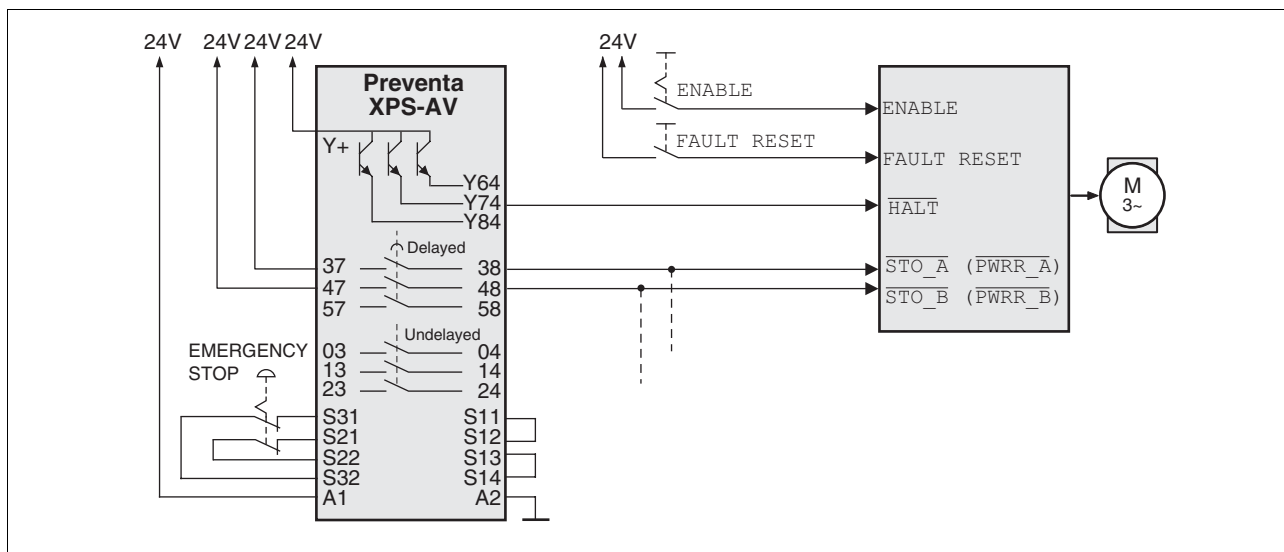 24V 24V 24V 24V
24V
Preventa
XPS-AV
Y+
Y64
Y74
Y84
ENABLE
ENABLE
FAULT RESET
FAULT RESET
HALT
M
3~
Delayed
37 38
47 48
57 58
STO_A (PWRR_A)
STO_B (PWRR_B)
Undelayed
03 04
13 14
23 24
EMERGENCY
STOP
S31 S11
S21 S12
S22 S13
S32 S14
A1 A2